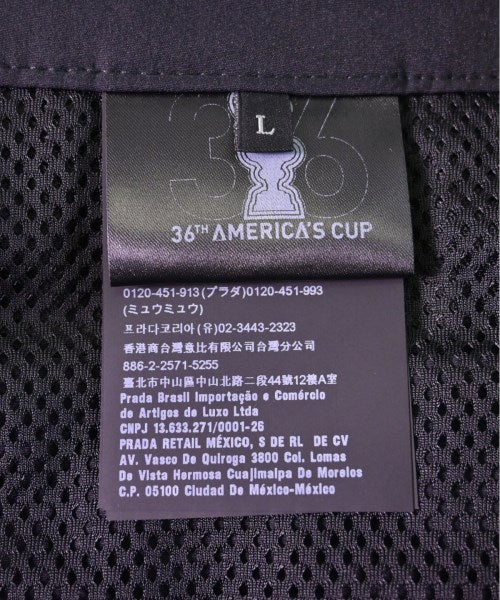 L
36
36TH AMERICA'S CUP
0120-451-913(プラダ)0120-451-993
(ミュウミュウ)
프라다코리아(유)02-3443-2323
香港商台灣意比有限公司台灣分公司
886-2-2571-5255
臺北市中山區中山北路二段44號12樓A室
Prada Brasil Importação e Comércio
de Artigos de Luxo Ltda
CNPJ 13.633.271/0001-26
PRADA RETAIL MÉXICO, S DE RL DE CV
AV. Vasco De Quiroga 3800 Col. Lomas
De Vista Hermosa Cuajimalpa De Morelos
C.P. 05100 Ciudad De México-México